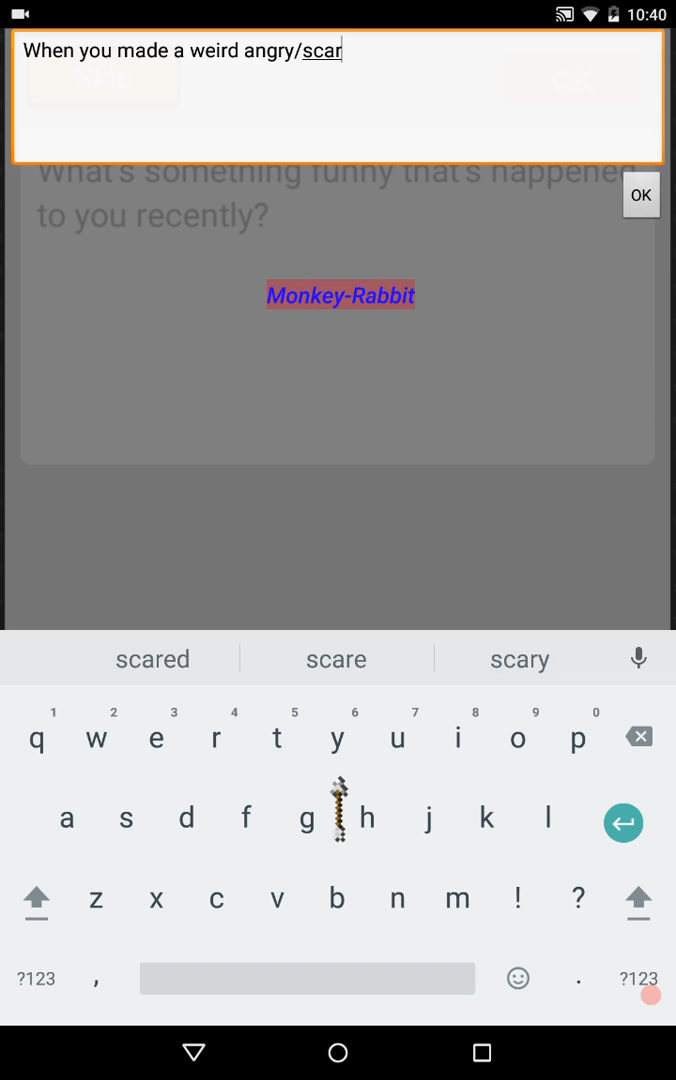 10:40
When you made a weird angry/scar
What's something funny that's happened
to you recently?
OK
Monkey-Rabbit
scared scare scary
1 2 3 4 5 6 7 8 9 0
q w e r t y u i o p
a s d f g h j k l
z x c v b n m ! ?
?123 , . ?123